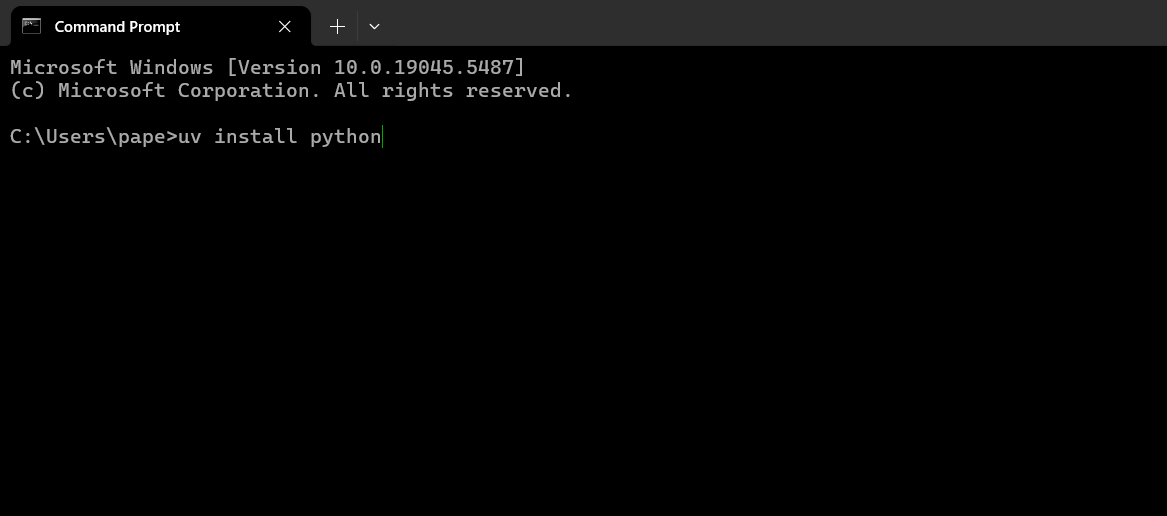 Command Prompt
Microsoft Windows [Version 10.0.19045.5487]
(c) Microsoft Corporation. All rights reserved.
C:\Users\pape>uv install python